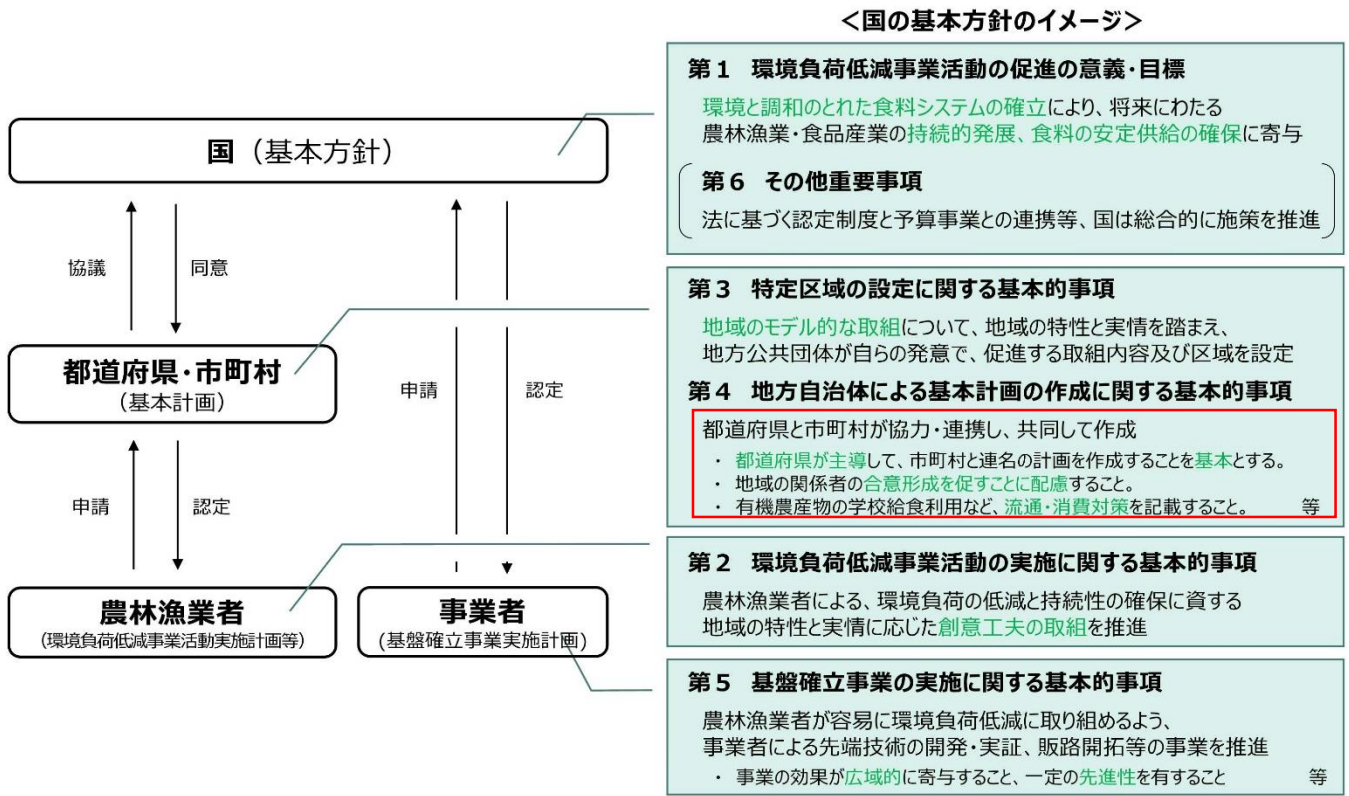 <国の基本方針のイメージ>
国（基本方針）
協議
同意
都道府県・市町村
（基本計画）
申請
認定
申請
認定
農林漁業者
（環境負荷低減事業活動実施計画等）
事業者
（基盤確立事業実施計画）
第１ 環境負荷低減事業活動の促進の意義・目標
環境と調和のとれた食料システムの確立により、将来にわたる
農林漁業・食品産業の持続的発展、食料の安定供給の確保に寄与
第６ その他重要事項
法に基づく認定制度と予算事業との連携等、国は総合的に施策を推進
第３ 特定区域の設定に関する基本的事項
地域のモデル的な取組について、地域の特性と実情を踏まえ、
地方公共団体が自らの発意で、促進する取組内容及び区域を設定
第４ 地方自治体による基本計画の作成に関する基本的事項
都道府県と市町村が協力・連携し、共同して作成
・ 都道府県が主導して、市町村と連名の計画を作成することを基本とする。
・ 地域の関係者の合意形成を促すことに配慮すること。
・ 有機農産物の学校給食利用など、流通・消費対策を記載すること。 等
第２ 環境負荷低減事業活動の実施に関する基本的事項
農林漁業者による、環境負荷の低減と持続性の確保に資する
地域の特性と実情に応じた創意工夫の取組を推進
第５ 基盤確立事業の実施に関する基本的事項
農林漁業者が容易に環境負荷低減に取り組めるよう、
事業者による先端技術の開発・実証、販路開拓等の事業を推進
・ 事業の効果が広域的に寄与すること、一定の先進性を有すること 等